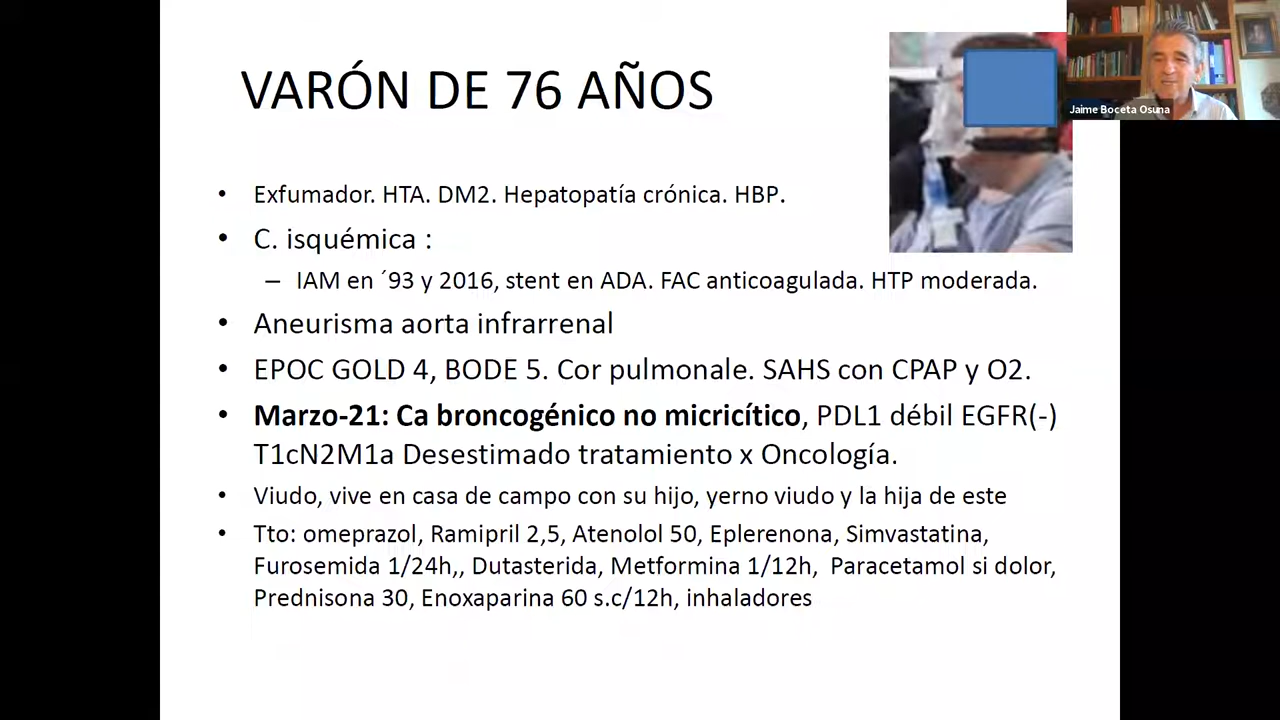 VARÓN DE 76 AÑOS
Jaime Boceta Osuna
• Exfumador. HTA. DM2. Hepatopatía crónica. HBP.
• C. isquémica :
– IAM en ´93 y 2016, stent en ADA. FAC anticoagulada. HTP moderada.
• Aneurisma aorta infrarrenal
• EPOC GOLD 4, BODE 5. Cor pulmonale. SAHS con CPAP y O2.
• Marzo-21: Ca broncogénico no micricítico, PDL1 débil EGFR(-)
T1cN2M1a Desestimado tratamiento x Oncología.
• Viudo, vive en casa de campo con su hijo, yerno viudo y la hija de este
• Tto: omeprazol, Ramipril 2,5, Atenolol 50, Eplerenona, Simvastatina,
Furosemida 1/24h,, Dutasterida, Metformina 1/12h, Paracetamol si dolor,
Prednisona 30, Enoxaparina 60 s.c/12h, inhaladores